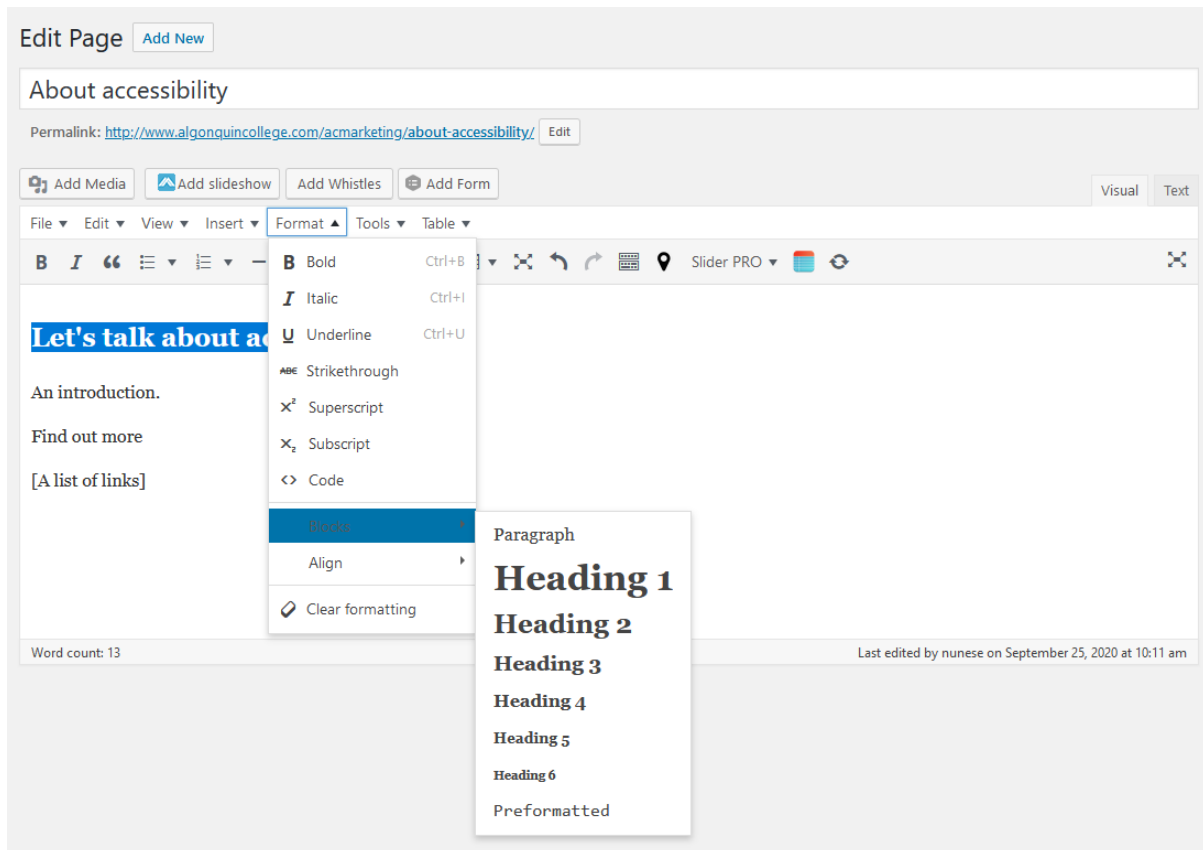 Edit Page Add New
About accessibility
Permalink: http://www.algonquincollege.com/acmarketing/about-accessibility/ Edit
Add Media Add slideshow Add Whistles Add Form Visual Text
File Edit View Insert Format Tools Table
B I Slider PRO
B Bold Ctrl+B
I Italic Ctrl+I
U Underline Ctrl+U
ABC Strikethrough
X² Superscript
X₂ Subscript
<> Code
Blocks
Align
Clear formatting
Let's talk about ac
An introduction.
Find out more
[A list of links]
Paragraph
Heading 1
Heading 2
Heading 3
Heading 4
Heading 5
Heading 6
Preformatted
Word count: 13 Last edited by nunese on September 25, 2020 at 10:11 am